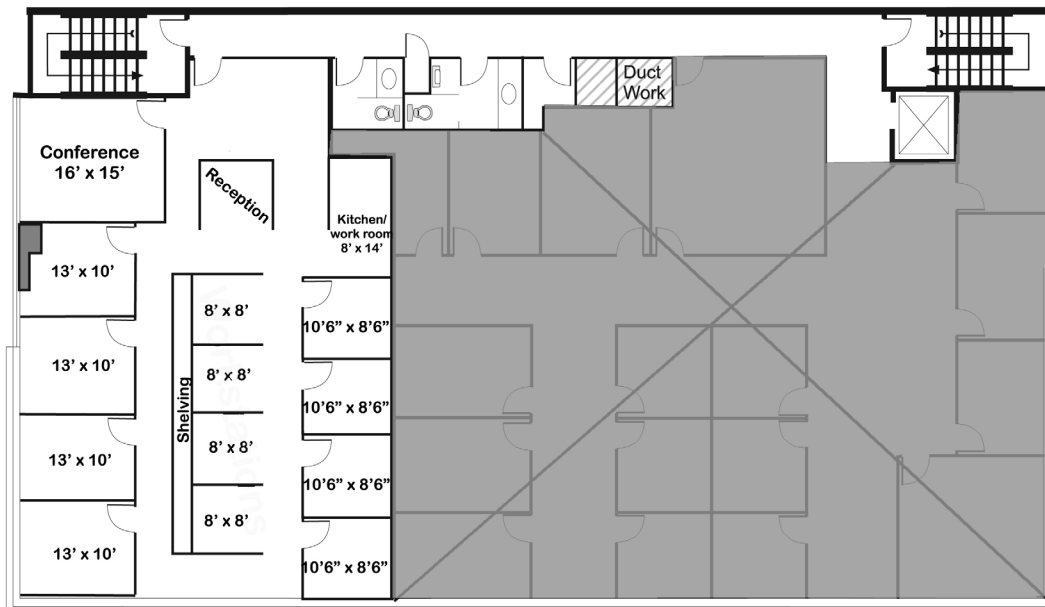 Duct
Work
Conference
16' x 15'
Reception
Kitchen/
work room
8' x 14'
13' x 10'
8' x 8'
10'6" x 8'6"
13' x 10'
8' x 8'
10'6" x 8'6"
Shelving
Workstations
13' x 10'
8' x 8'
10'6" x 8'6"
13' x 10'
8' x 8'
10'6" x 8'6"